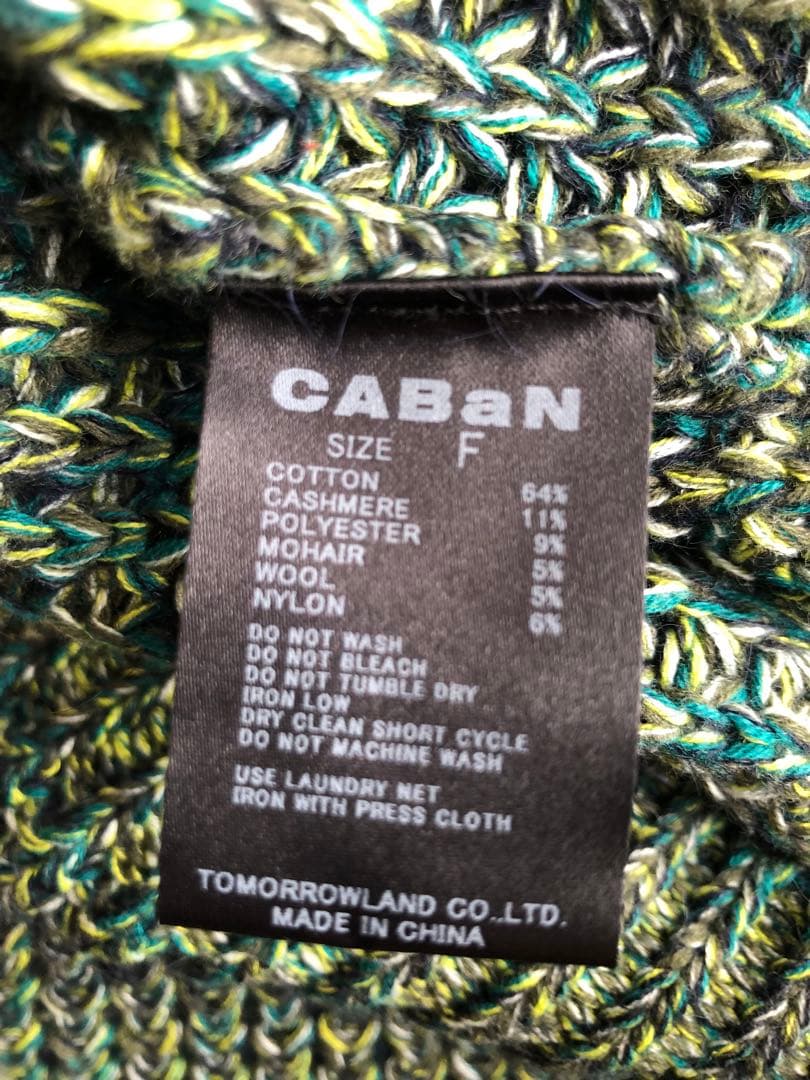 CABaN
SIZE F
COTTON 64%
CASHMERE 11%
POLYESTER 9%
MOHAIR 5%
WOOL 5%
NYLON 6%
DO NOT WASH
DO NOT BLEACH
DO NOT TUMBLE DRY
IRON LOW
DRY CLEAN SHORT CYCLE
DO NOT MACHINE WASH
USE LAUNDRY NET
IRON WITH PRESS CLOTH
TOMORROWLAND CO.,LTD.
MADE IN CHINA